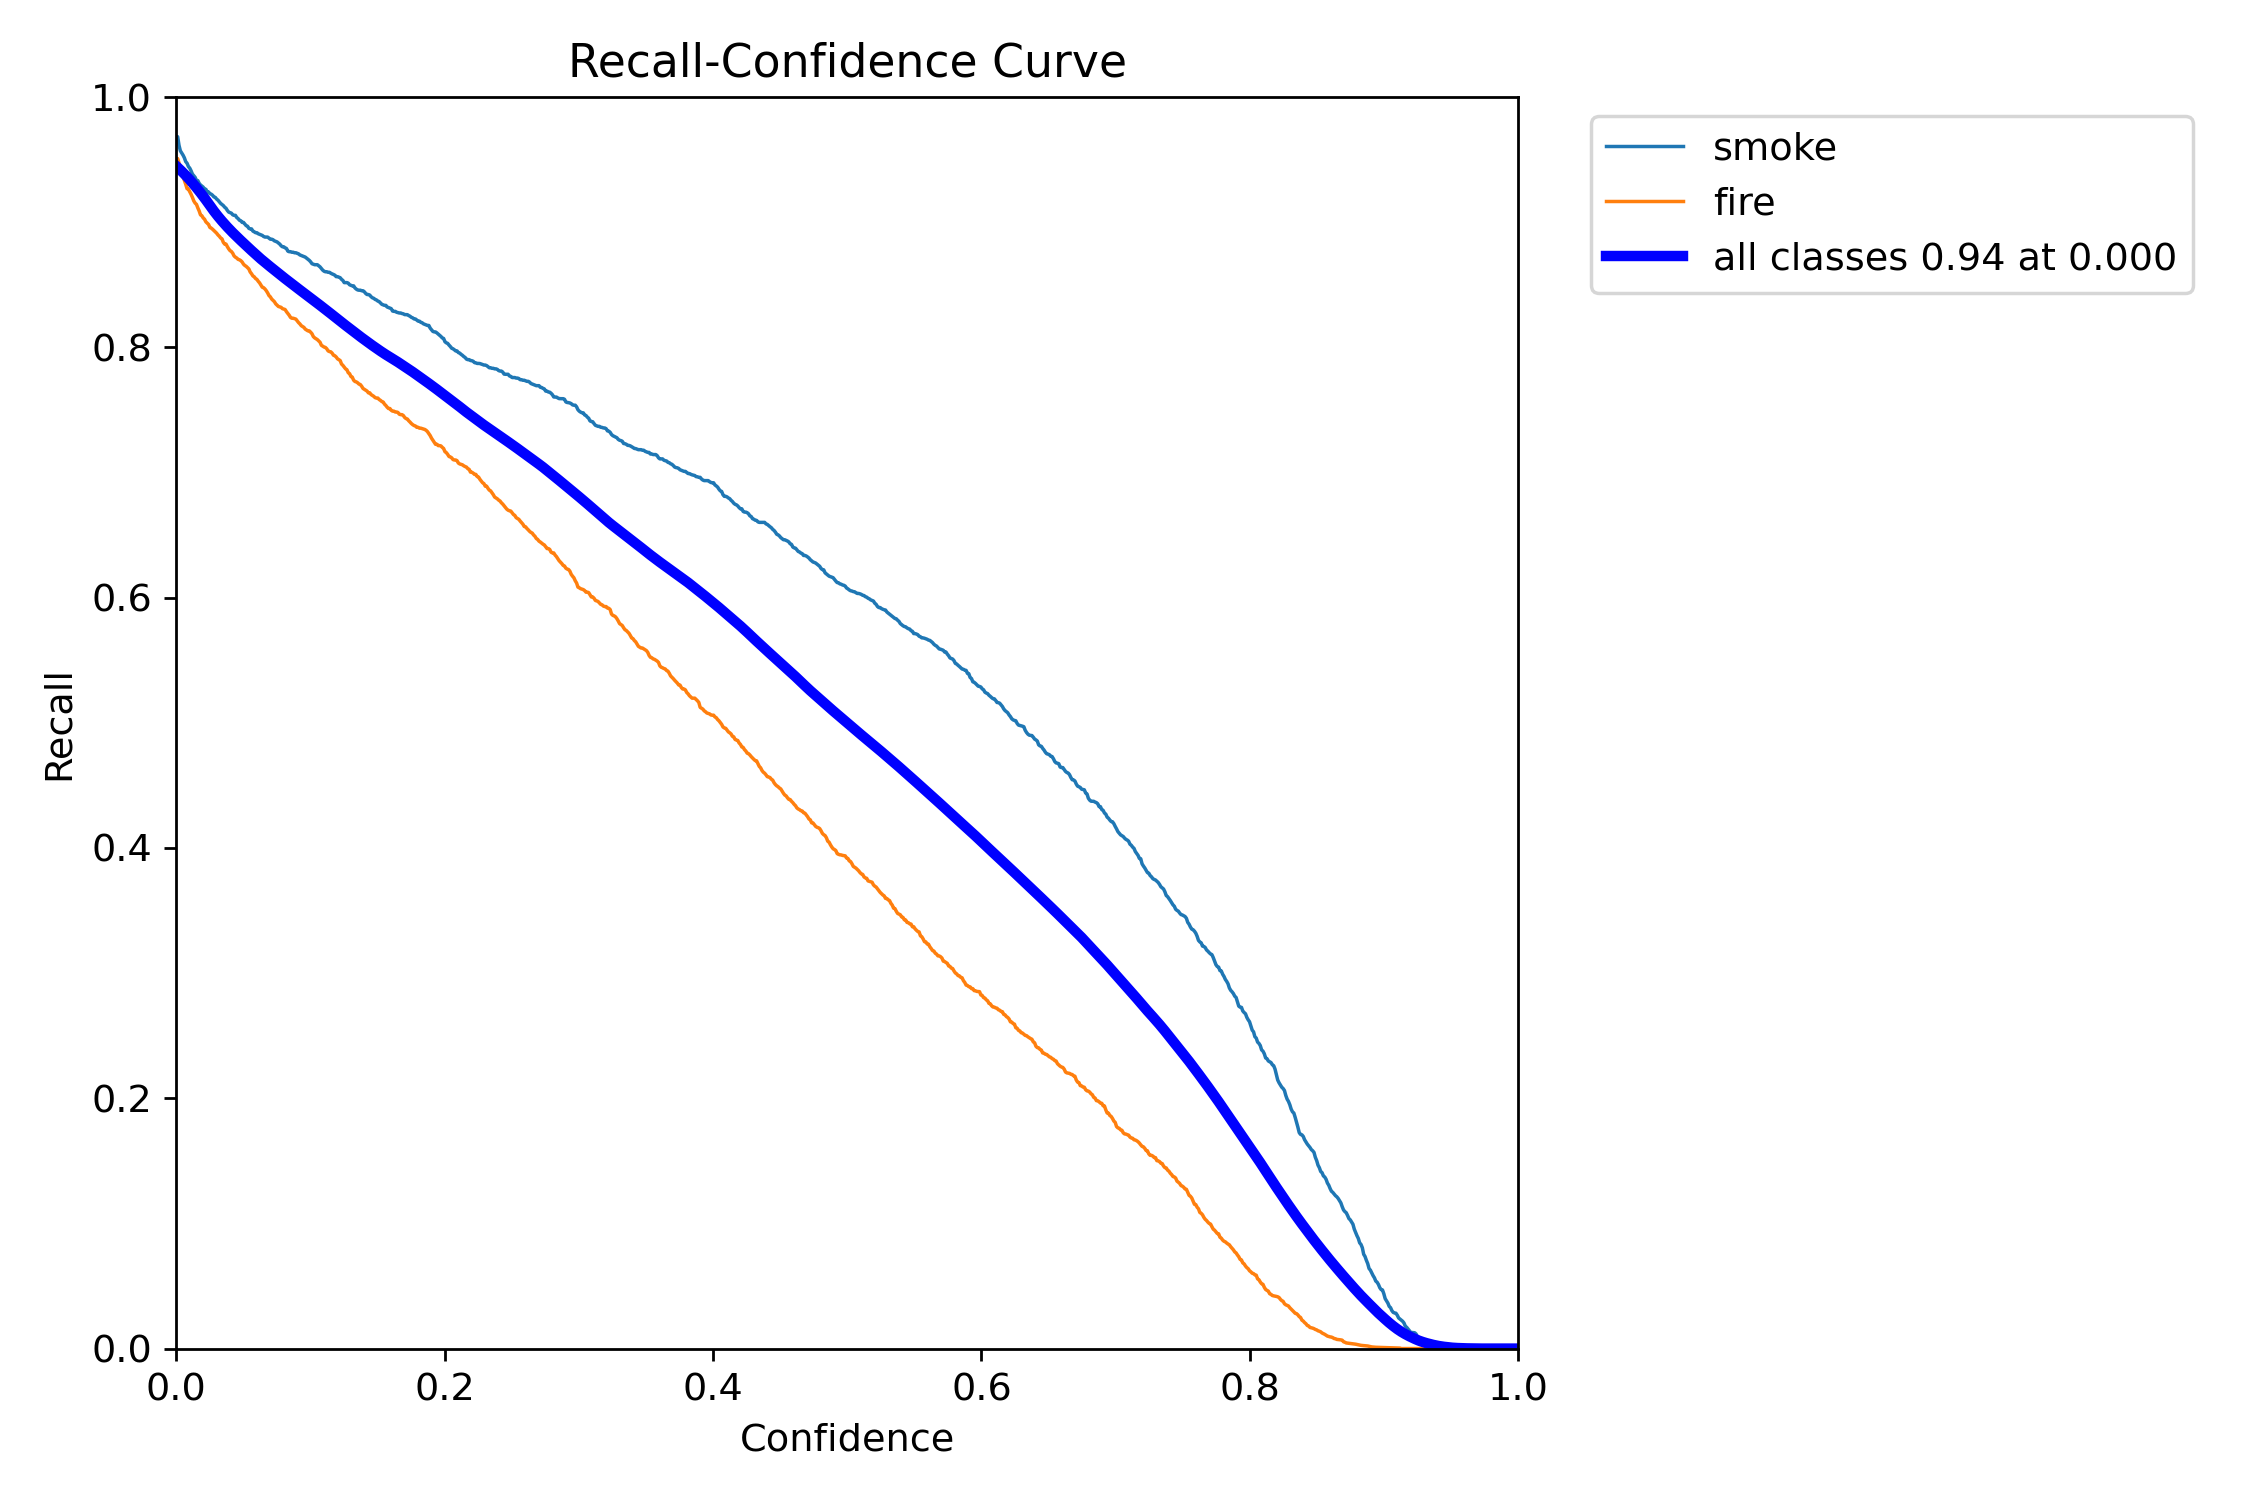 Recall-Confidence Curve
1.0
0.8
0.6
0.4
0.2
0.0
Recall
0.0 0.2 0.4 0.6 0.8 1.0
Confidence
smoke
fire
all classes 0.94 at 0.000